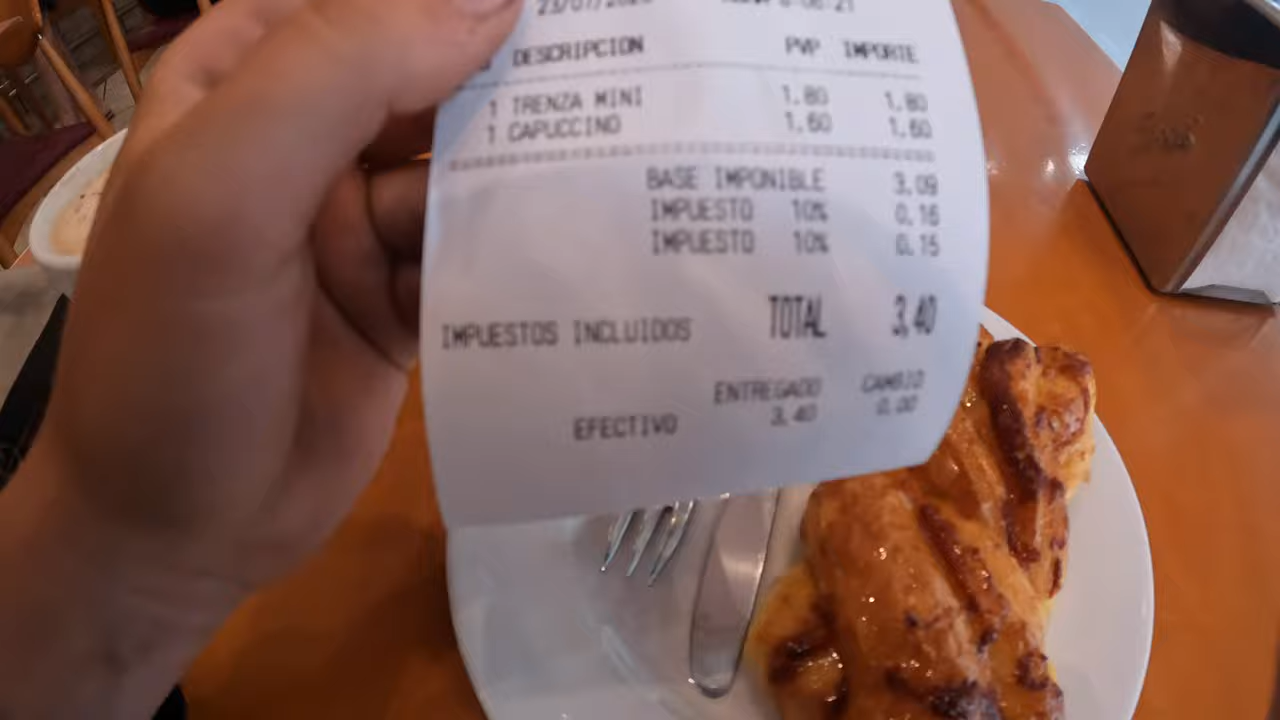 23/07/
DESCRIPCION PVP IMPORTE
1 TRENZA MINI 1,80 1,80
1 CAPUCCINO 1,60 1,60
BASE IMPONIBLE 3,09
IMPUESTO 10% 0,16
IMPUESTO 10% 0,15
IMPUESTOS INCLUIDOS TOTAL 3,40
ENTREGADO CAMBIO
EFECTIVO 3,40 0,00